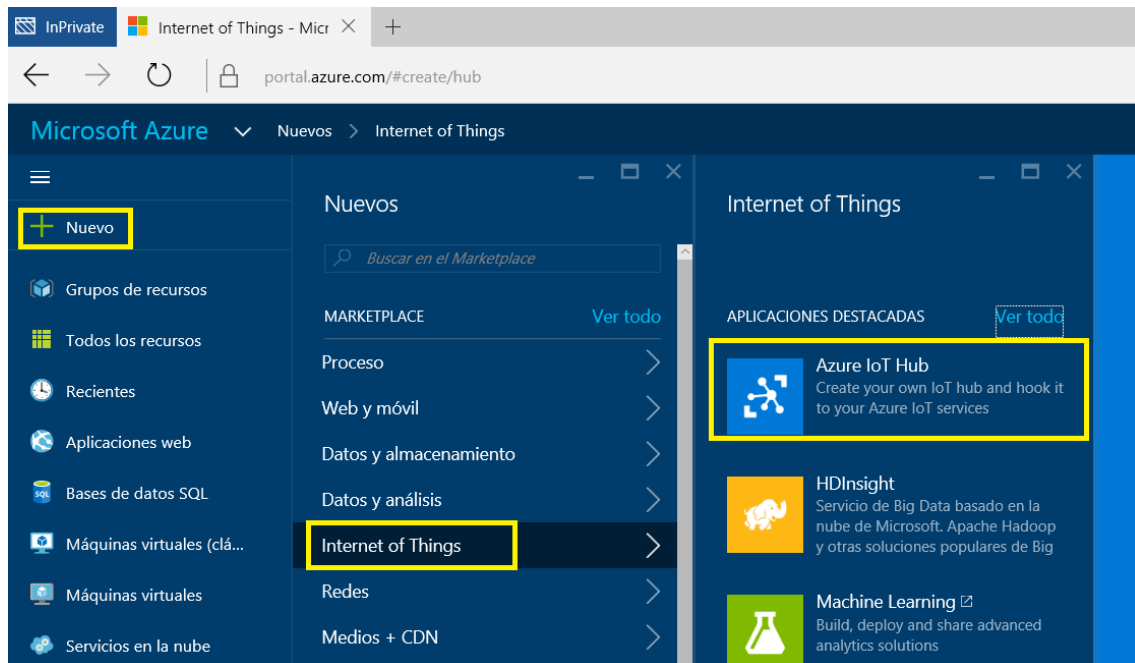 InPrivate
Internet of Things - Micr
portal.azure.com/#create/hub
Microsoft Azure
Nuevos > Internet of Things
Nuevo
Grupos de recursos
Todos los recursos
Recientes
Aplicaciones web
SQL
Bases de datos SQL
Máquinas virtuales (clá...
Máquinas virtuales
Servicios en la nube
Nuevos
Buscar en el Marketplace
MARKETPLACE
Ver todo
Proceso
Web y móvil
Datos y almacenamiento
Datos y análisis
Internet of Things
Redes
Medios + CDN
Internet of Things
APLICACIONES DESTACADAS
Ver todo
Azure IoT Hub
Create your own IoT hub and hook it
to your Azure IoT services
HDInsight
Servicio de Big Data basado en la
nube de Microsoft. Apache Hadoop
y otras soluciones populares de Big
Machine Learning
Build, deploy and share advanced
analytics solutions